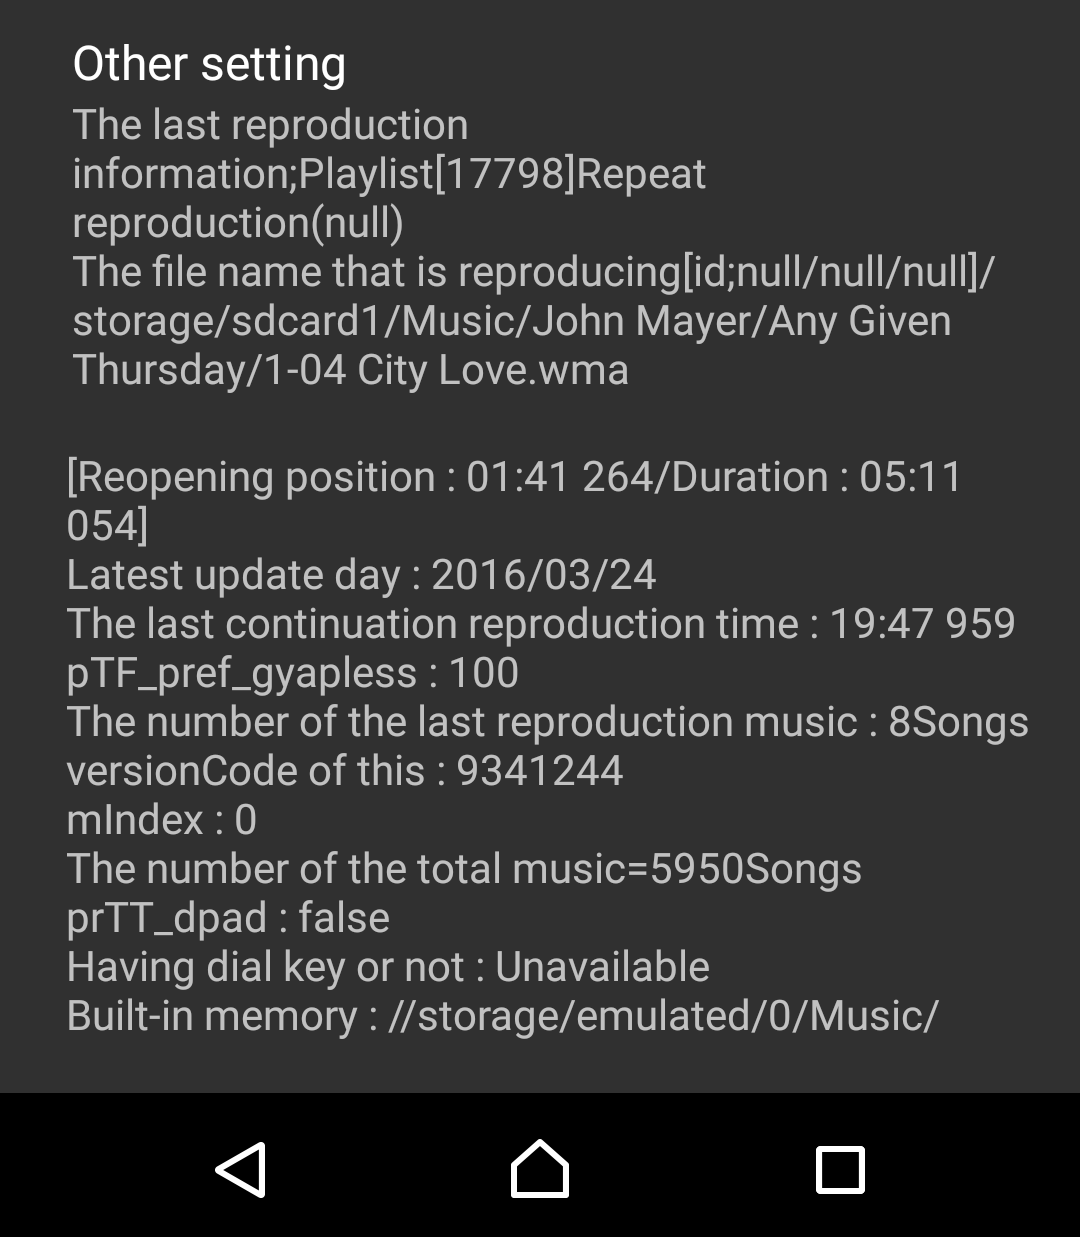 Other setting
The last reproduction
information;Playlist[17798]Repeat
reproduction(null)
The file name that is reproducing[id;null/null/null]/
storage/sdcard1/Music/John Mayer/Any Given
Thursday/1-04 City Love.wma
[Reopening position : 01:41 264/Duration : 05:11
054]
Latest update day : 2016/03/24
The last continuation reproduction time : 19:47 959
pTF_pref_gyapless : 100
The number of the last reproduction music : 8Songs
versionCode of this : 9341244
mIndex : 0
The number of the total music=5950Songs
prTT_dpad : false
Having dial key or not : Unavailable
Built-in memory : //storage/emulated/0/Music/